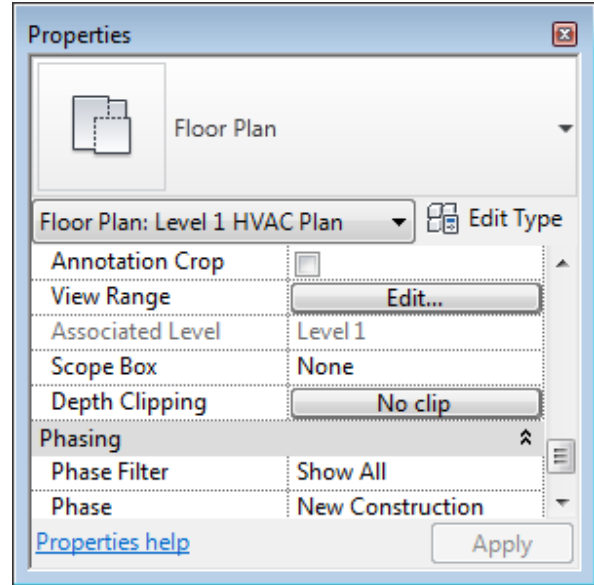 Properties
Floor Plan
Floor Plan: Level 1 HVAC Plan Edit Type
Annotation Crop
View Range Edit...
Associated Level Level 1
Scope Box None
Depth Clipping No clip
Phasing
Phase Filter Show All
Phase New Construction
Properties help Apply